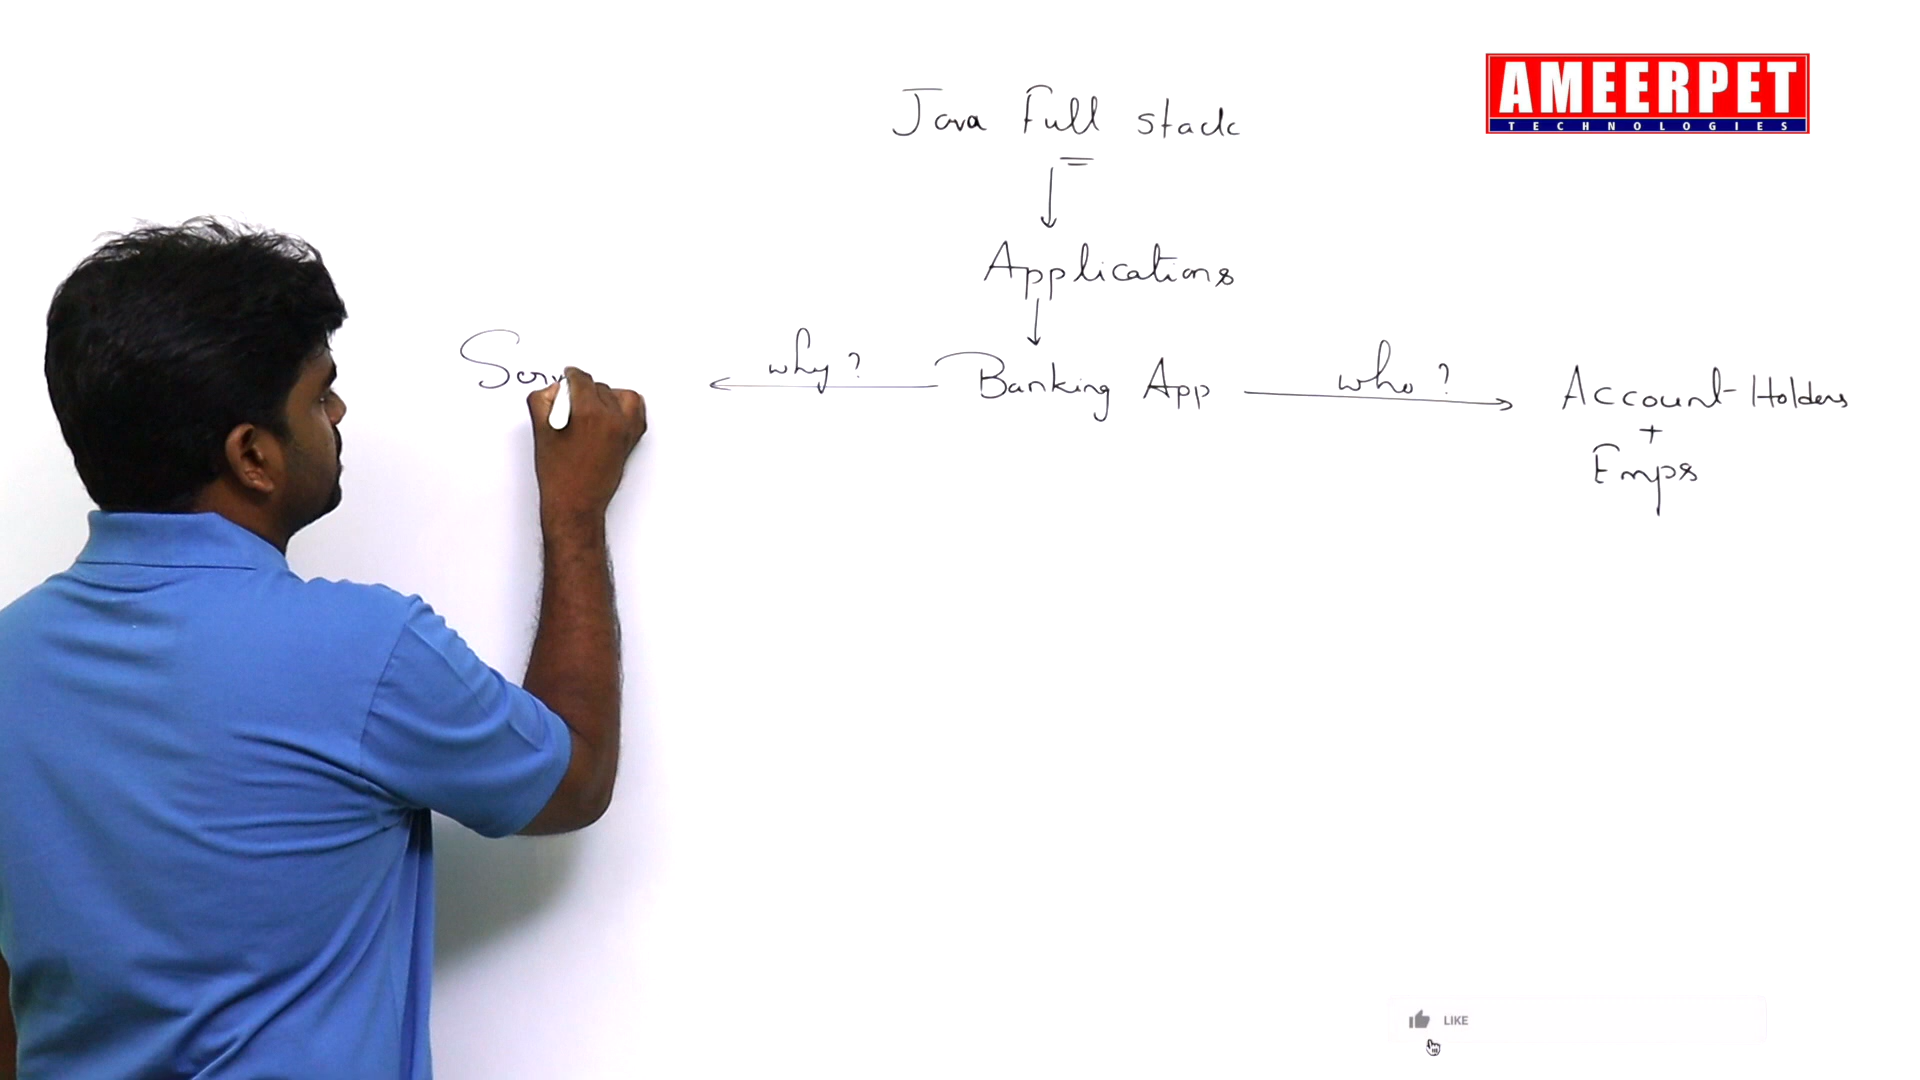 AMEERPET
TECHNOLOGIES
Java Full stack
Applications
why?
Banking App
who?
Account-Holders
+
Emps
LIKE